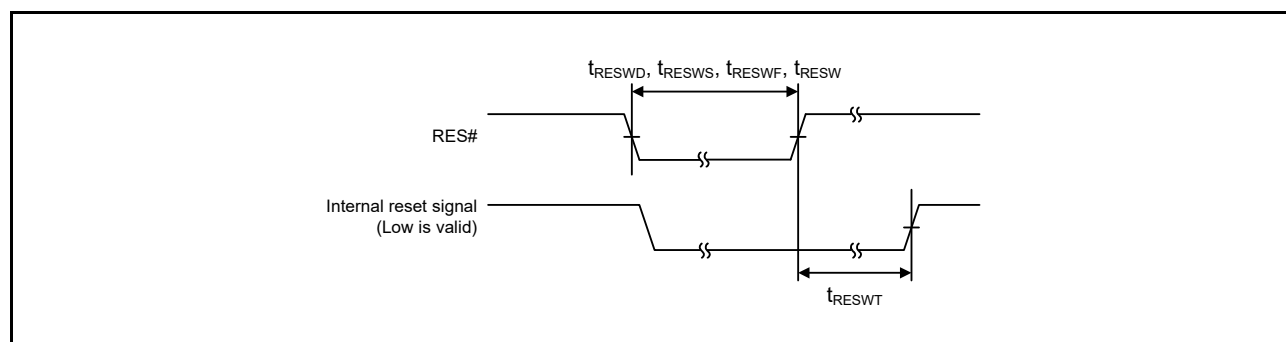 tRESWD, tRESWS, tRESWF, tRESW
RES#
Internal reset signal
(Low is valid)
tRESWT